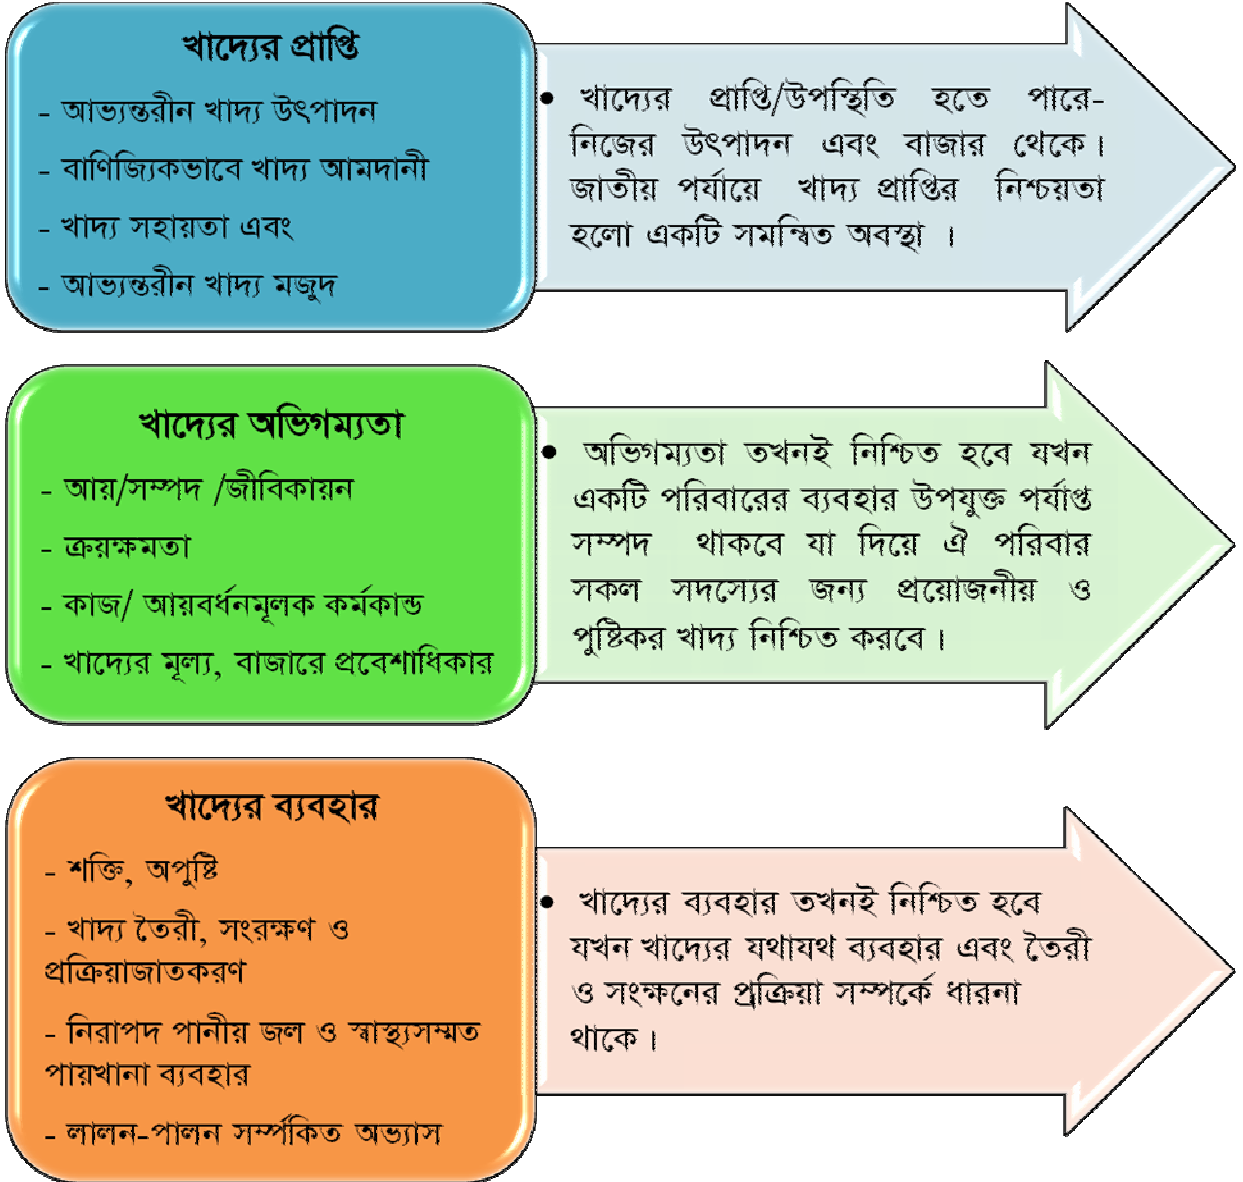 খাদ্যের প্রাপ্তি
- আভ্যন্তরীন খাদ্য উৎপাদন
- বাণিজ্যিকভাবে খাদ্য আমদানী
- খাদ্য সহায়তা এবং
- আভ্যন্তরীন খাদ্য মজুদ
• খাদ্যের প্রাপ্তি/উপস্থিতি হতে পারে-
নিজের উৎপাদন এবং বাজার থেকে।
জাতীয় পর্যায়ে খাদ্য প্রাপ্তির নিশ্চয়তা
হলো একটি সমন্বিত অবস্থা ।
খাদ্যের অভিগম্যতা
- আয়/সম্পদ /জীবিকায়ন
- ক্রয়ক্ষমতা
- কাজ/ আয়বর্ধনমূলক কর্মকান্ড
- খাদ্যের মূল্য, বাজারে প্রবেশাধিকার
• অভিগম্যতা তখনই নিশ্চিত হবে যখন
একটি পরিবারের ব্যবহার উপযুক্ত পর্যাপ্ত
সম্পদ থাকবে যা দিয়ে ঐ পরিবার
সকল সদস্যের জন্য প্রয়োজনীয় ও
পুষ্টিকর খাদ্য নিশ্চিত করবে।
খাদ্যের ব্যবহার
- শক্তি, অপুষ্টি
- খাদ্য তৈরী, সংরক্ষণ ও
প্রক্রিয়াজাতকরণ
- নিরাপদ পানীয় জল ও স্বাস্থ্যসম্মত
পায়খানা ব্যবহার
- লালন-পালন সর্ম্পকিত অভ্যাস
• খাদ্যের ব্যবহার তখনই নিশ্চিত হবে
যখন খাদ্যের যথাযথ ব্যবহার এবং তৈরী
ও সংক্ষনের প্রক্রিয়া সম্পর্কে ধারনা
থাকে।